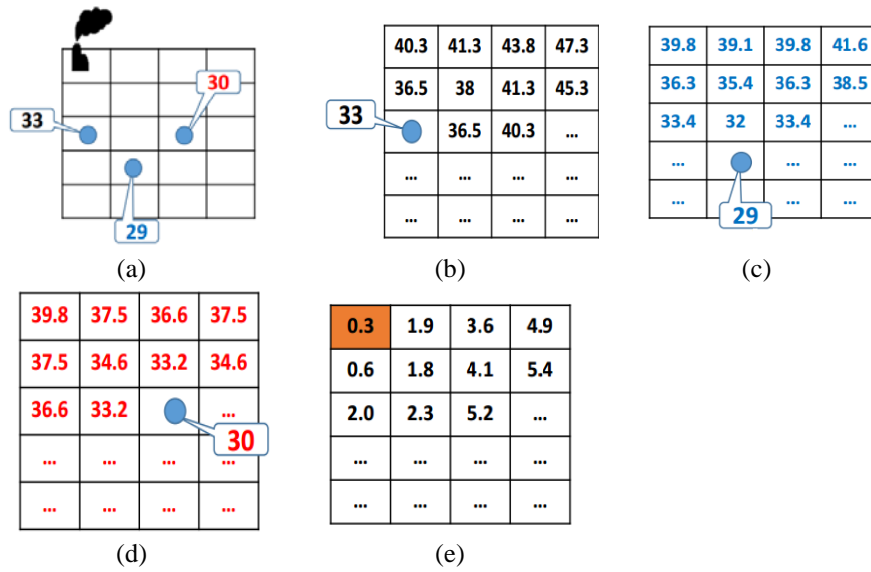 30
33
29
(a)
40.3 41.3 43.8 47.3
36.5 38 41.3 45.3
33 36.5 40.3 ...
... ... ... ...
... ... ... ...
(b)
39.8 39.1 39.8 41.6
36.3 35.4 36.3 38.5
33.4 32 33.4 ...
... ... ...
... ... ...
29
(c)
39.8 37.5 36.6 37.5
37.5 34.6 33.2 34.6
36.6 33.2 ...
30
... ... ... ...
... ... ... ...
(d)
0.3 1.9 3.6 4.9
0.6 1.8 4.1 5.4
2.0 2.3 5.2 ...
... ... ... ...
... ... ... ...
(e)